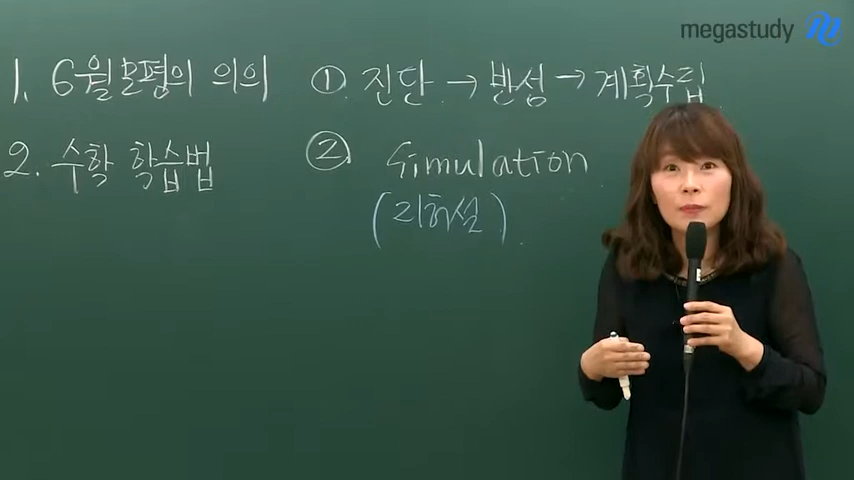 megastudy
1. 6월모평의 의의 ① 진단 → 반성 → 계획수립
2. 수학 학습법 ② Simulation
(리허설)